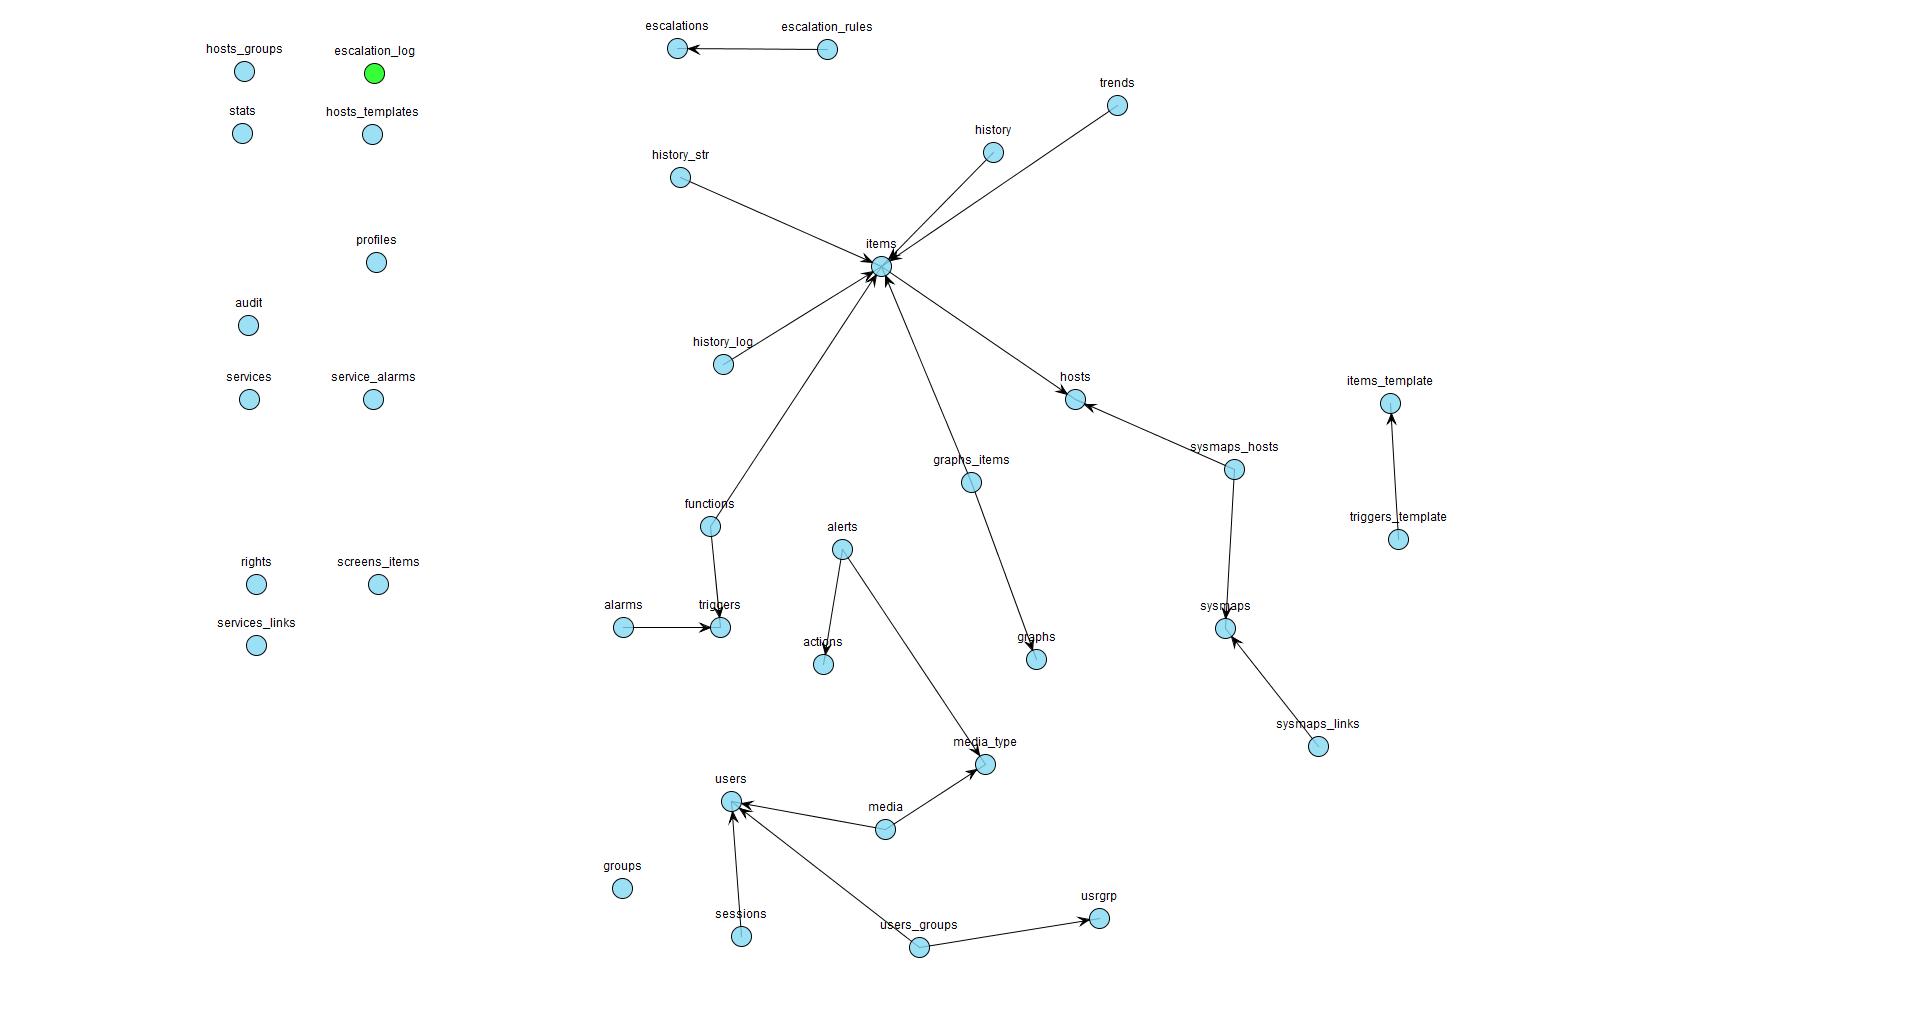 escalations
escalation_rules
hosts_groups
escalation_log
trends
stats
hosts_templates
history
history_str
profiles
items
audit
history_log
services
service_alarms
hosts
items_template
sysmaps_hosts
graphs_items
functions
triggers_template
alerts
rights
screens_items
alarms
triggers
sysmaps
services_links
actions
graphs
sysmaps_links
media_type
users
media
groups
usrgrp
sessions
users_groups